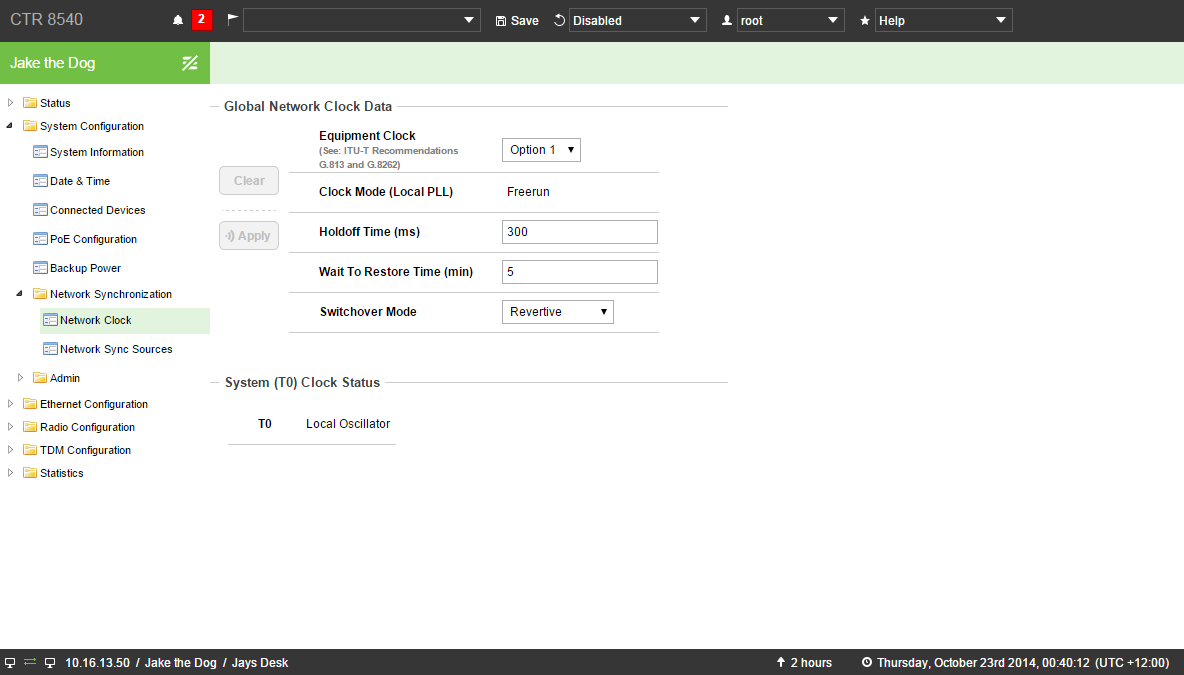 CTR 8540
2
Save
Disabled
root
Help
Jake the Dog
Status
System Configuration
System Information
Date & Time
Connected Devices
PoE Configuration
Backup Power
Network Synchronization
Network Clock
Network Sync Sources
Admin
Ethernet Configuration
Radio Configuration
TDM Configuration
Statistics
Global Network Clock Data
Clear
Apply
Equipment Clock
(See: ITU-T Recommendations
G.813 and G.8262)
Option 1
Clock Mode (Local PLL)
Freerun
Holdoff Time (ms)
300
Wait To Restore Time (min)
5
Switchover Mode
Revertive
System (T0) Clock Status
T0
Local Oscillator
10.16.13.50 / Jake the Dog / Jays Desk
2 hours
Thursday, October 23rd 2014, 00:40:12 (UTC +12:00)